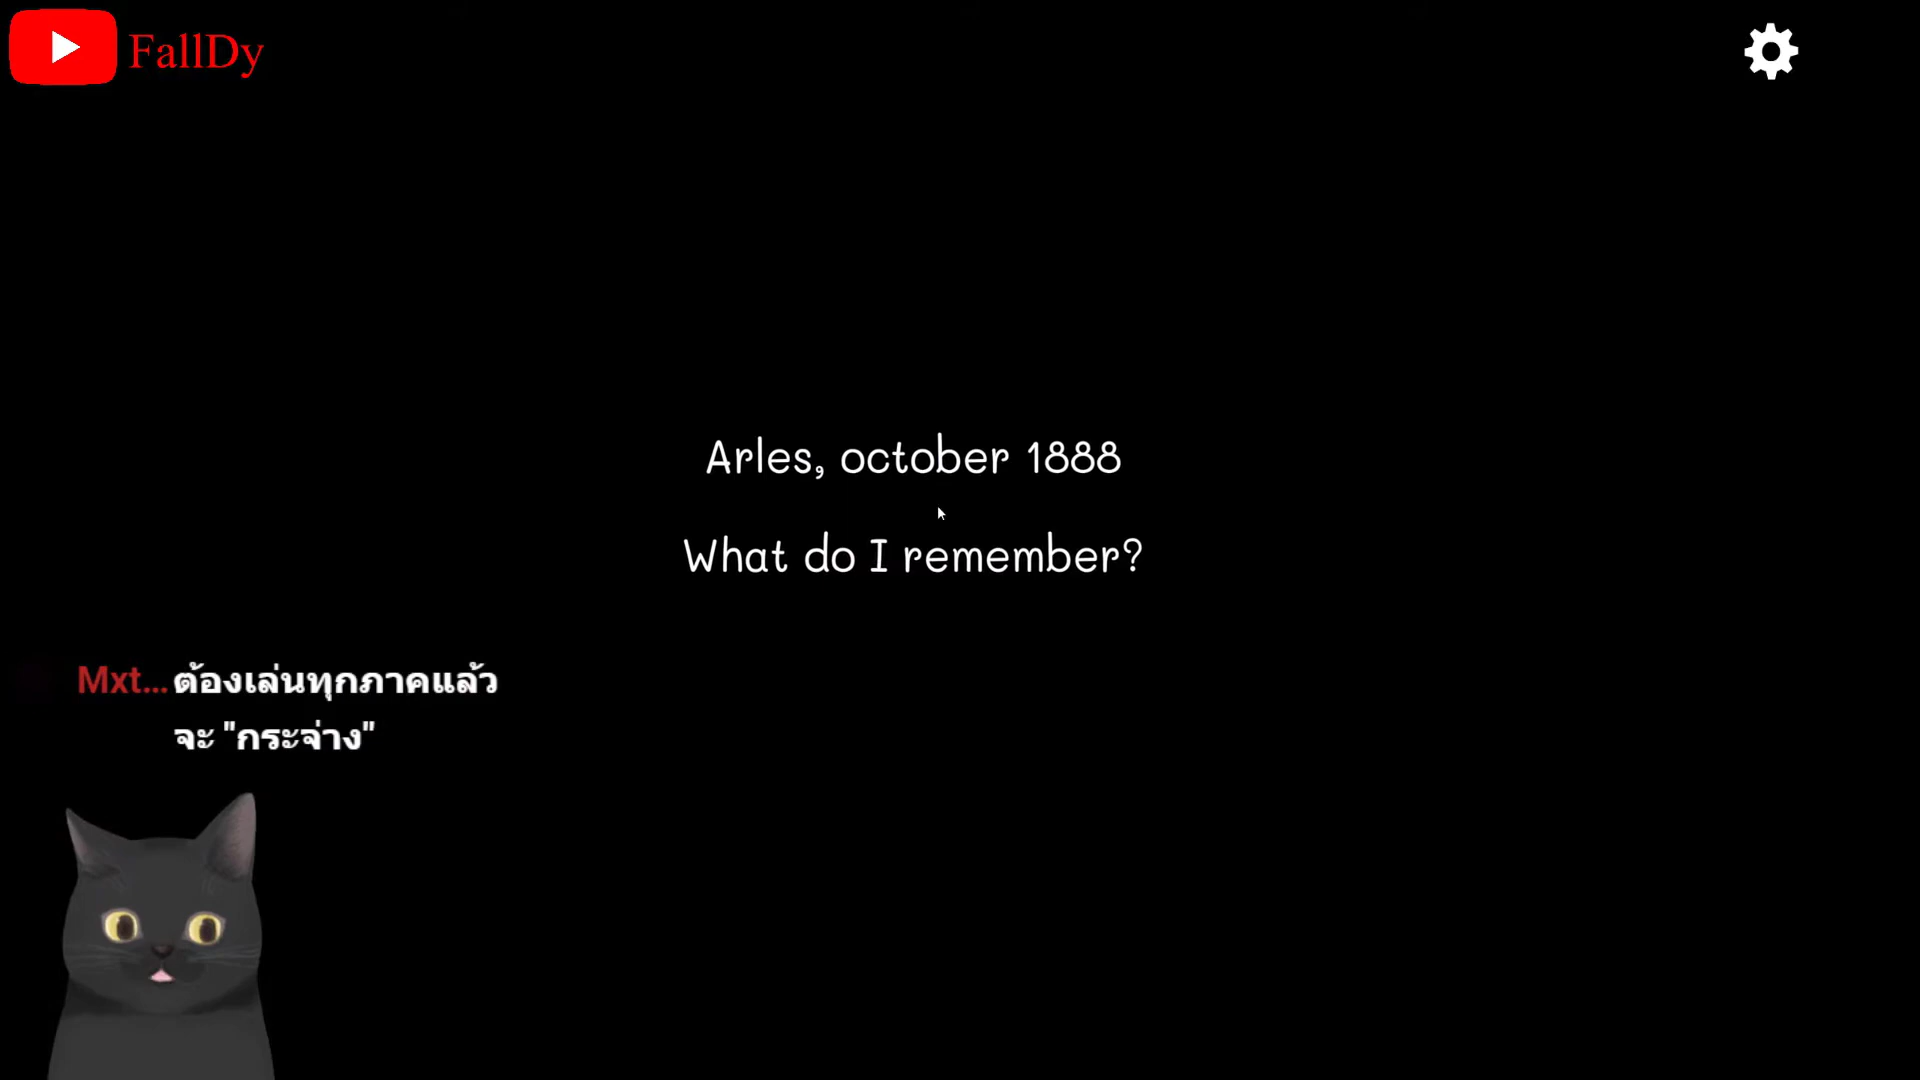 FallDy
Arles, october 1888
What do I remember?
Mxt... ต้องเล่นทุกภาคแล้ว
จะ "กระจ่าง"